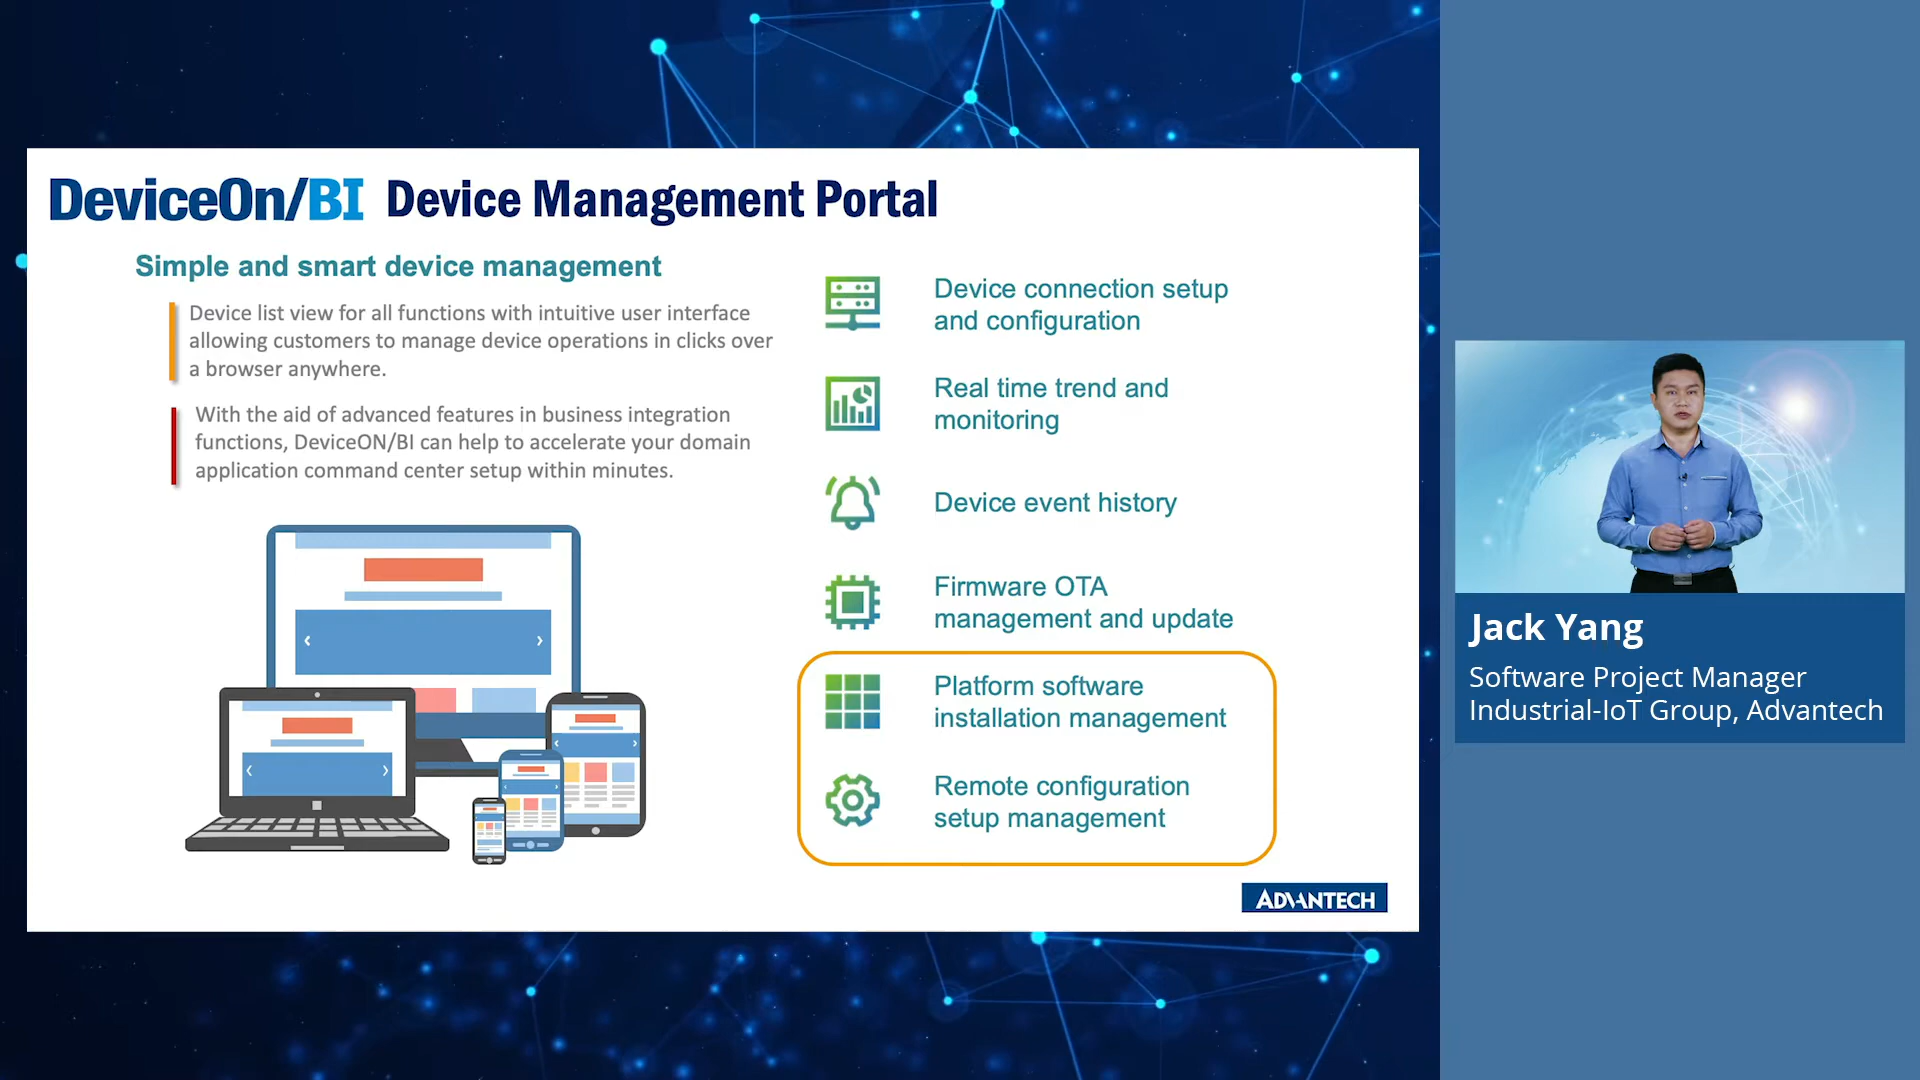 DeviceOn/BI Device Management Portal
Simple and smart device management
Device list view for all functions with intuitive user interface
allowing customers to manage device operations in clicks over
a browser anywhere.
With the aid of advanced features in business integration
functions, DeviceON/BI can help to accelerate your domain
application command center setup within minutes.
Device connection setup
and configuration
Real time trend and
monitoring
Device event history
Firmware OTA
management and update
Platform software
installation management
Remote configuration
setup management
ADVANTECH
Jack Yang
Software Project Manager
Industrial-IoT Group, Advantech